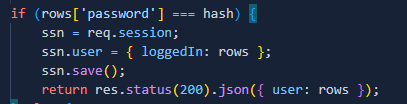 if (rows['password'] === hash) {
ssn = req.session;
ssn.user = { loggedIn: rows };
ssn.save();
return res.status(200).json({ user: rows });